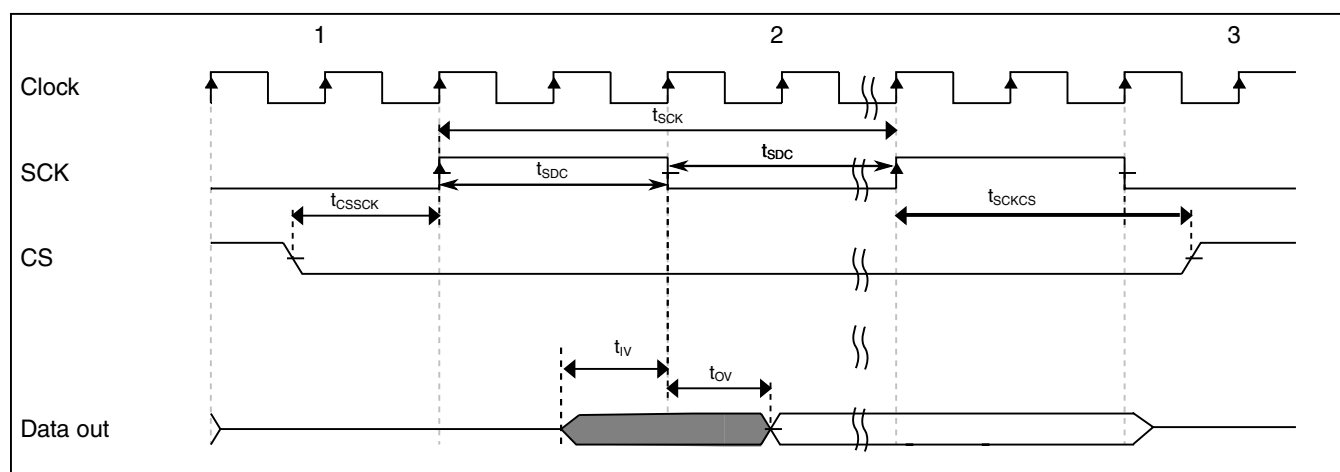 1 2 3
Clock
tSCK
SCK
tSDC tSDC
tCSSCK tSCKCS
CS
tIV
tOV
Data out